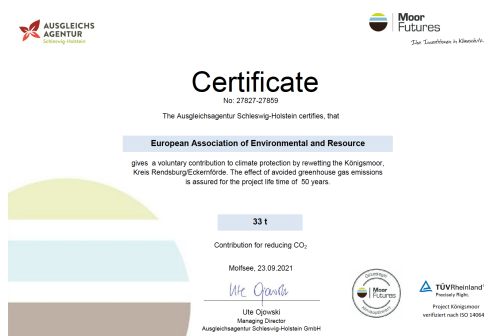 AUSGLEICHS
AGENTUR
Schleswig-Holstein
Moor
Futures
Ihre Investitionen in Klimaschutz.
Certificate
No: 27827-27859
The Ausgleichsagentur Schleswig-Holstein certifies, that
European Association of Environmental and Resource
gives a voluntary contribution to climate protection by rewetting the Königsmoor,
Kreis Rendsburg/Eckernförde. The effect of avoided greenhouse gas emissions
is assured for the project life time of 50 years.
33 t
Contribution for reducing CO₂
Molfsee, 23.09.2021
Ute Ojowski
Ute Ojowski
Managing Director
Ausgleichsagentur Schleswig-Holstein GmbH
Moor
Futures
TÜVRheinland
Precisely Right.
Project Königsmoor
verifiziert nach ISO 14064